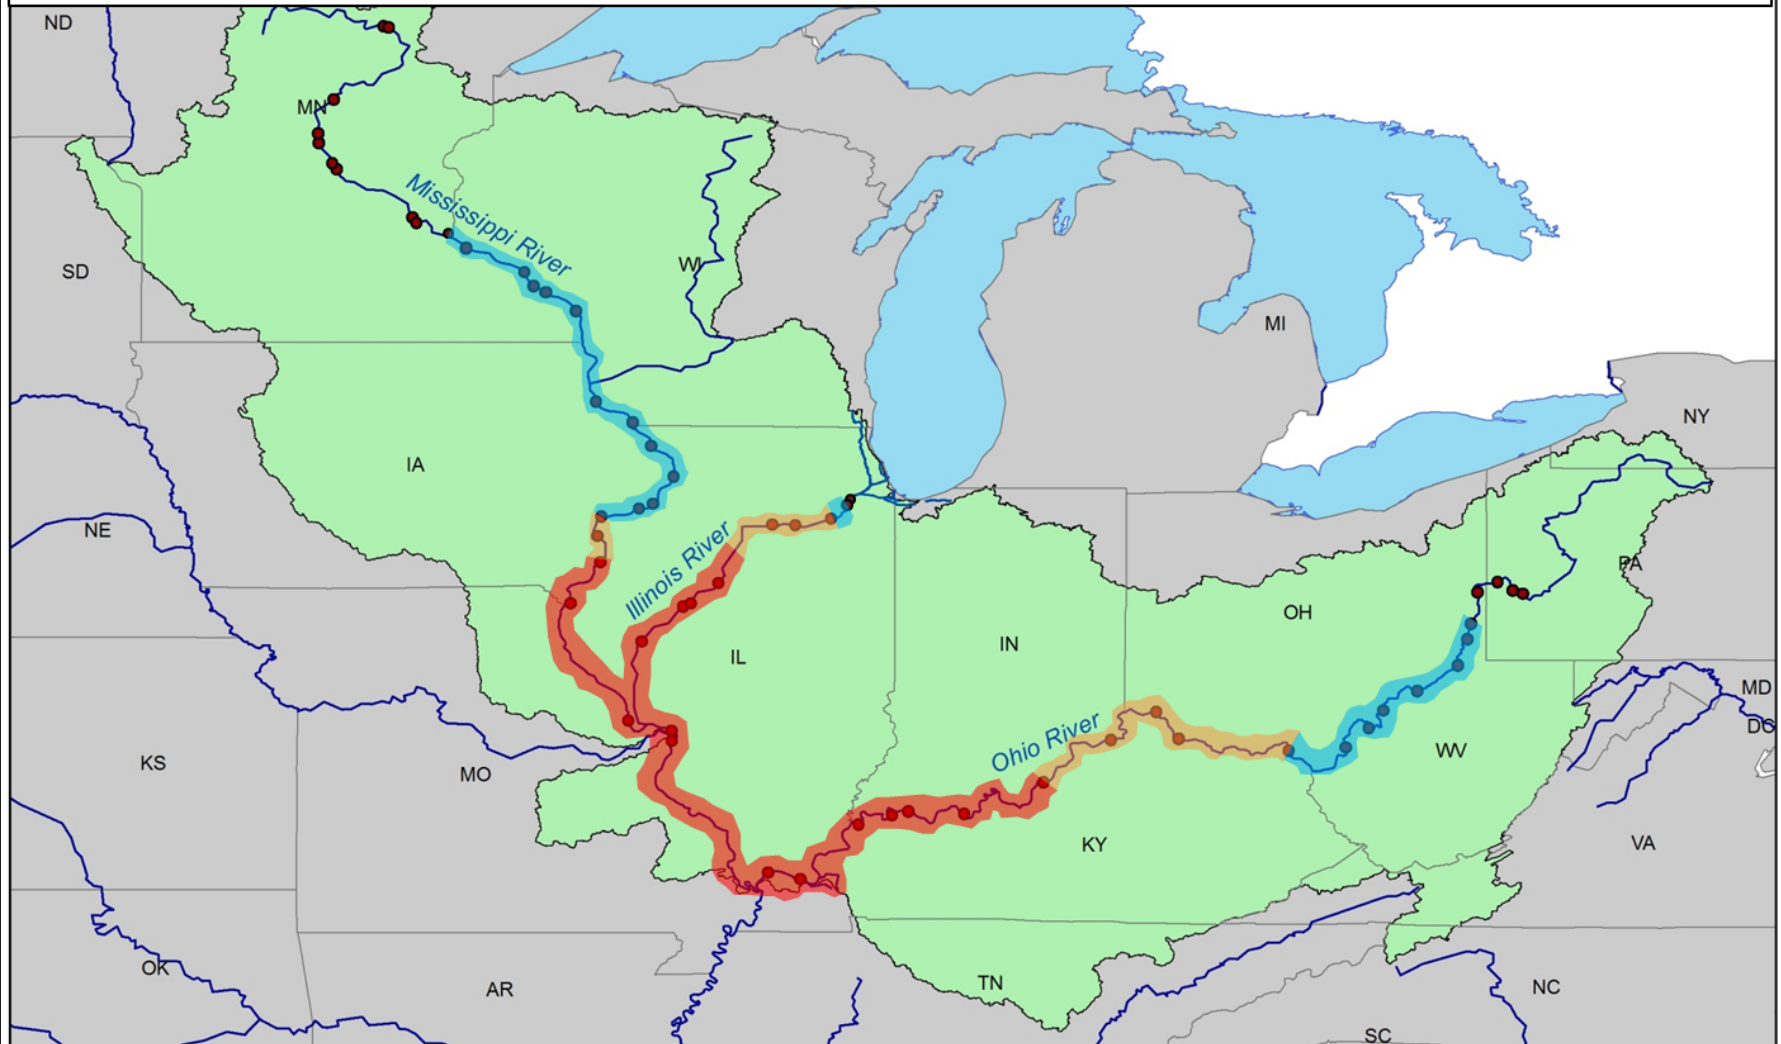 ND
MN
Mississippi River
SD
WI
MI
NY
IA
NE
Illinois River
PA
OH
IL
IN
MD
DC
Ohio River
WV
KS
MO
KY
VA
OK
AR
TN
NC
SC